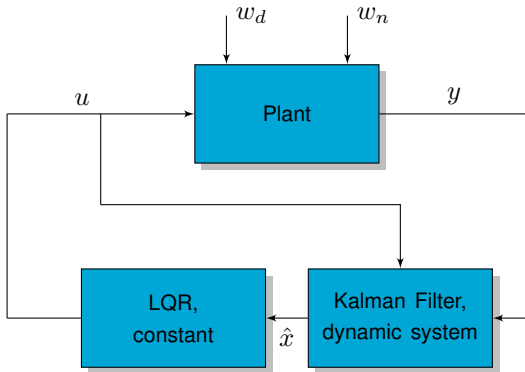 w_d
w_n
u
Plant
y
LQR,
constant
x̂
Kalman Filter,
dynamic system